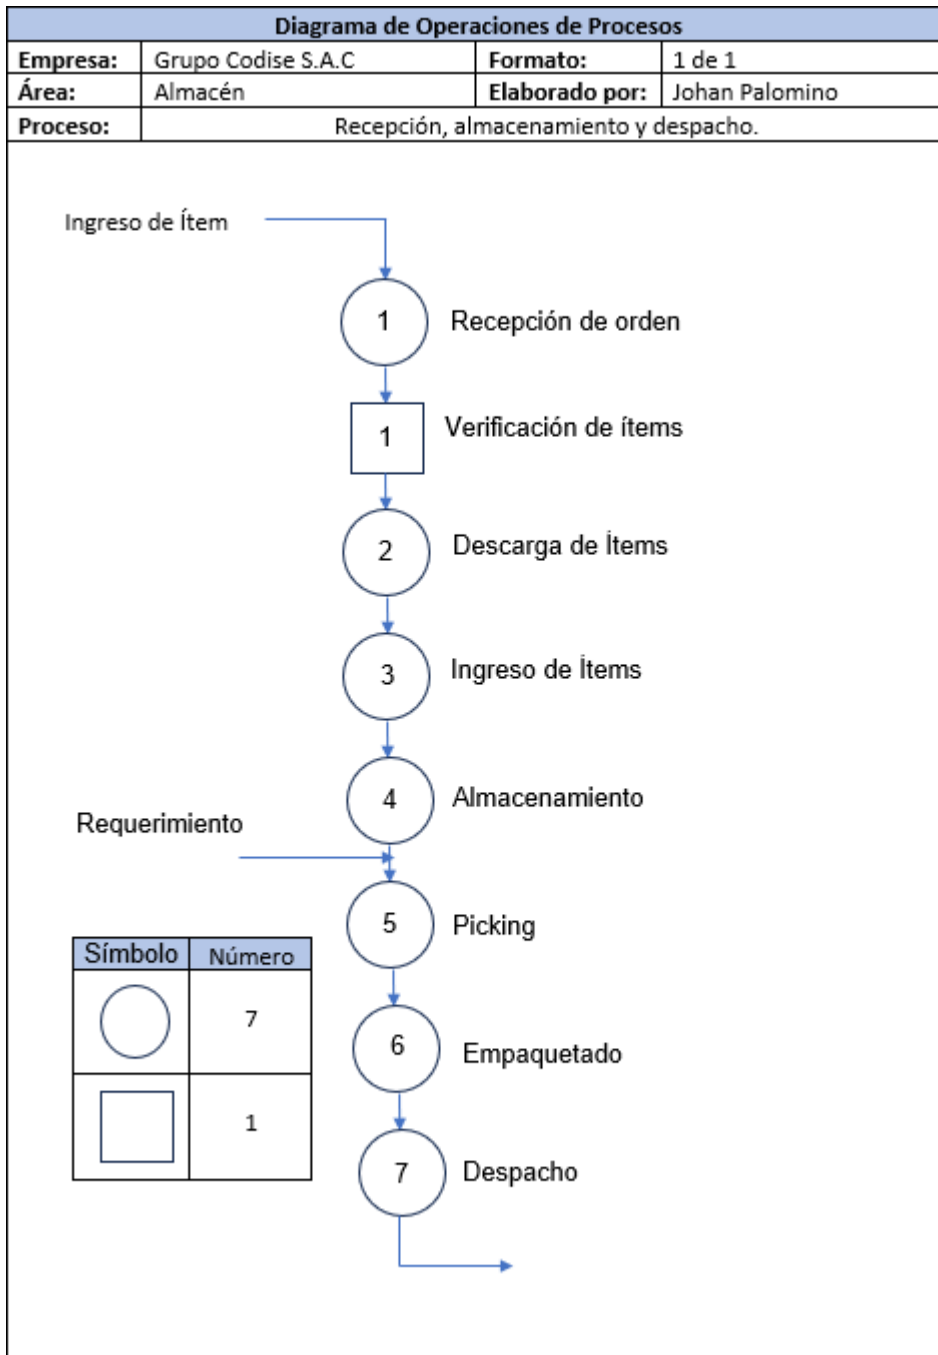 Diagrama de Operaciones de Procesos
Empresa: Grupo Codise S.A.C Formato: 1 de 1
Área: Almacén Elaborado por: Johan Palomino
Proceso: Recepción, almacenamiento y despacho.
Ingreso de Ítem
1 Recepción de orden
1 Verificación de ítems
2 Descarga de Ítems
3 Ingreso de Ítems
4 Almacenamiento
Requerimiento
5 Picking
Símbolo Número
7
6 Empaquetado
1
7 Despacho